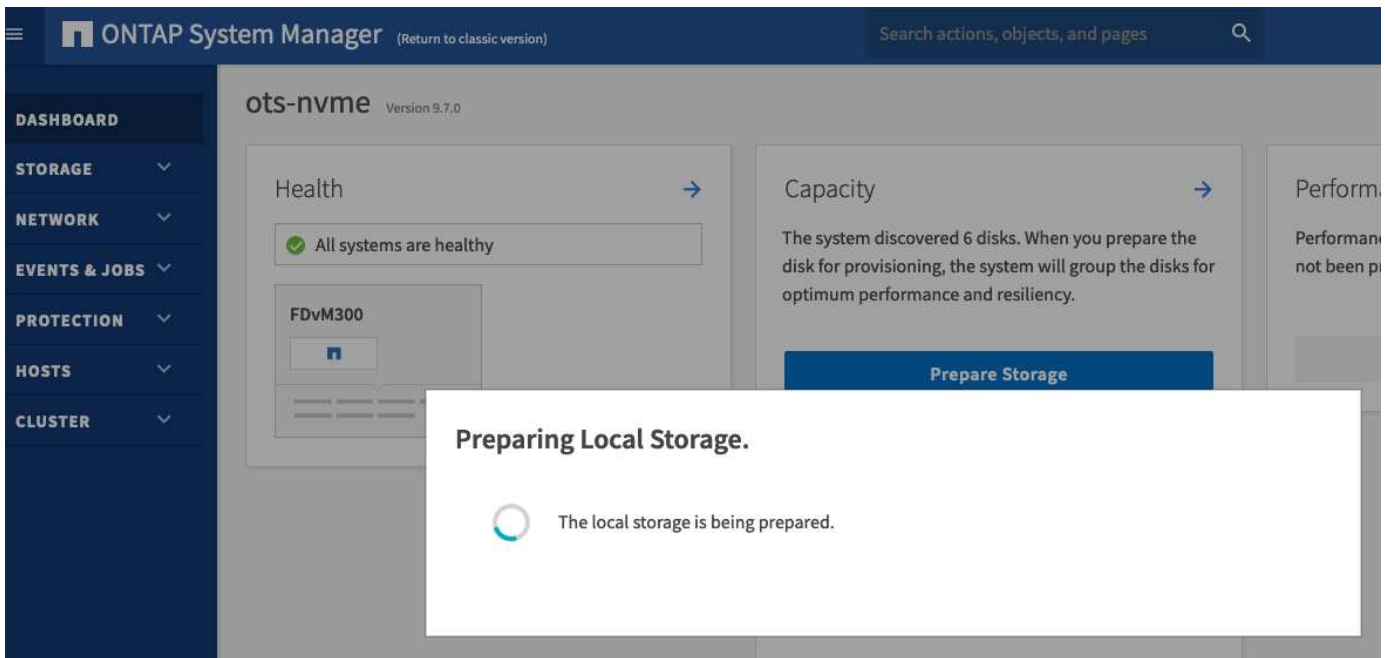 ONTAP System Manager (Return to classic version)
Search actions, objects, and pages
DASHBOARD
STORAGE
NETWORK
EVENTS & JOBS
PROTECTION
HOSTS
CLUSTER
ots-nvme Version 9.7.0
Health
All systems are healthy
FDvM300
Capacity
The system discovered 6 disks. When you prepare the
disk for provisioning, the system will group the disks for
optimum performance and resiliency.
Prepare Storage
Perform
not been
Preparing Local Storage.
The local storage is being prepared.